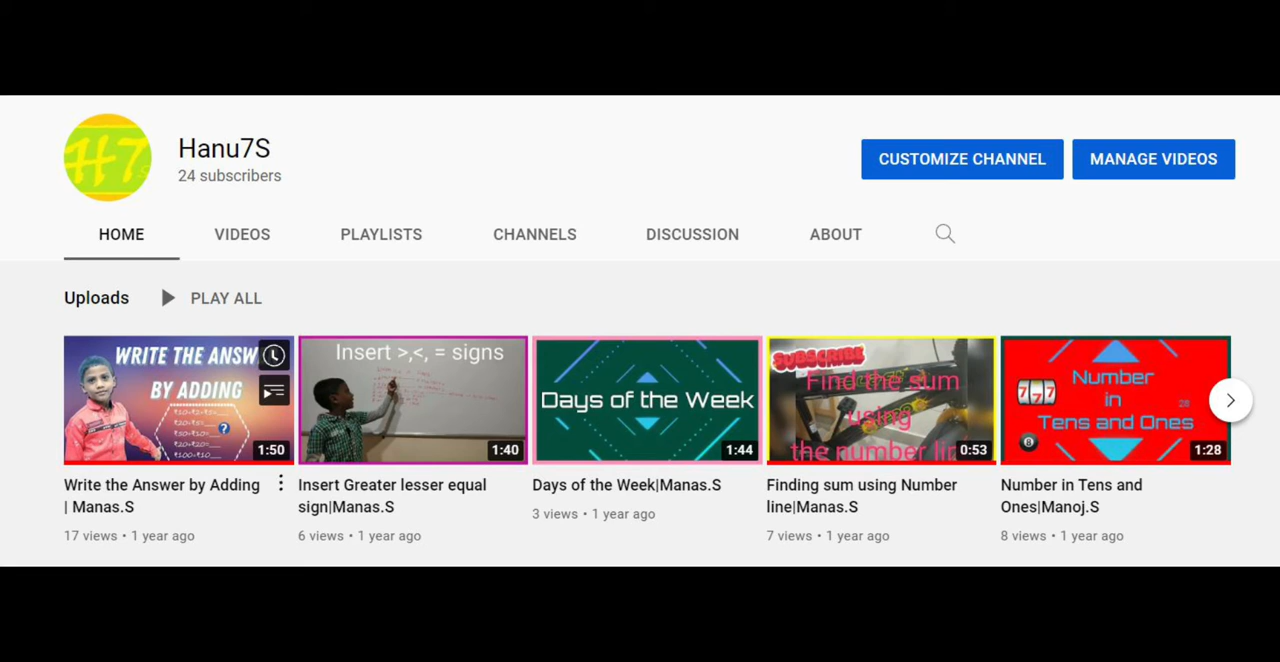 H7
Hanu7S
24 subscribers
CUSTOMIZE CHANNEL
MANAGE VIDEOS
HOME
VIDEOS
PLAYLISTS
CHANNELS
DISCUSSION
ABOUT
Uploads
PLAY ALL
WRITE THE ANSW
BY ADDING
1:50
Write the Answer by Adding
| Manas.S
17 views • 1 year ago
Insert >,<, = signs
1:40
Insert Greater lesser equal
sign|Manas.S
6 views • 1 year ago
Days of the Week
1:44
Days of the Week|Manas.S
3 views • 1 year ago
SUBSCRIBE
Find the sum
using
the number lin
0:53
Finding sum using Number
line|Manas.S
7 views • 1 year ago
Number
in
Tens and Ones
777
28
8
1:28
Number in Tens and
Ones|Manoj.S
8 views • 1 year ago